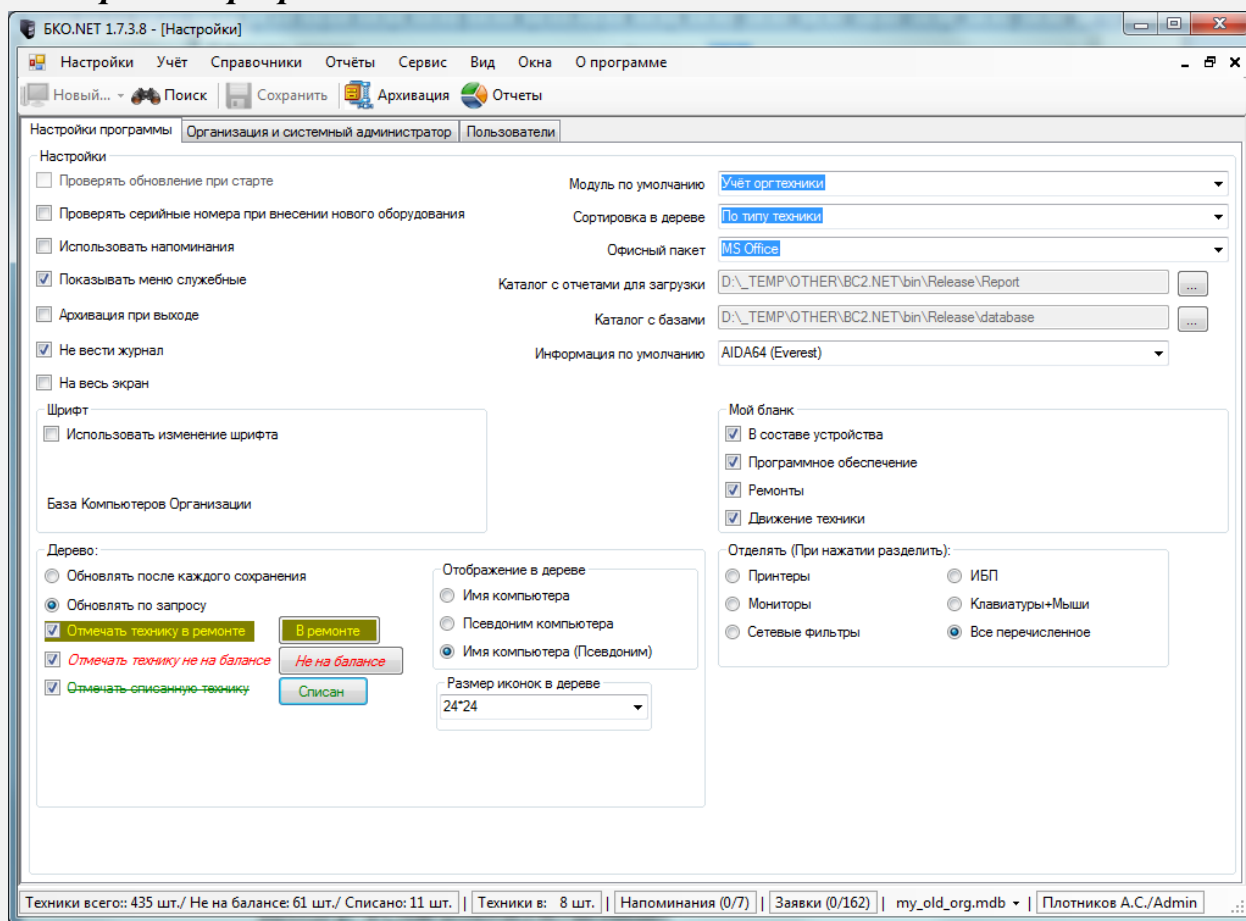 БКО.NET 1.7.3.8 - [Настройки]
Настройки Учёт Справочники Отчёты Сервис Вид Окна О программе
Новый... Поиск Сохранить Архивация Отчеты
Настройки программы Организация и системный администратор Пользователи
Настройки
Проверять обновление при старте
Проверять серийные номера при внесении нового оборудования
Использовать напоминания
Показывать меню служебные
Архивация при выходе
Не вести журнал
На весь экран
Модуль по умолчанию Учёт оргтехники
Сортировка в дереве По типу техники
Офисный пакет MS Office
Каталог с отчетами для загрузки D:\_TEMP\OTHER\BC2.NET\bin\Release\Report ...
Каталог с базами D:\_TEMP\OTHER\BC2.NET\bin\Release\database ...
Информация по умолчанию AIDA64 (Everest)
Шрифт
Использовать изменение шрифта
База Компьютеров Организации
Мой бланк
В составе устройства
Программное обеспечение
Ремонты
Движение техники
Дерево:
Обновлять после каждого сохранения
Обновлять по запросу
Отмечать технику в ремонте В ремонте
Отмечать технику не на балансе Не на балансе
Отмечать списанную технику Списан
Отображение в дереве
Имя компьютера
Псевдоним компьютера
Имя компьютера (Псевдоним)
Размер иконок в дереве
24*24
Отделять (При нажатии разделить):
Принтеры ИБП
Мониторы Клавиатуры+Мыши
Сетевые фильтры Все перечисленное
Техники всего:: 435 шт./ Не на балансе: 61 шт./ Списано: 11 шт. | Техники в: 8 шт. | Напоминания (0/7) | Заявки (0/162) | my_old_org.mdb | Плотников А.С./Admin